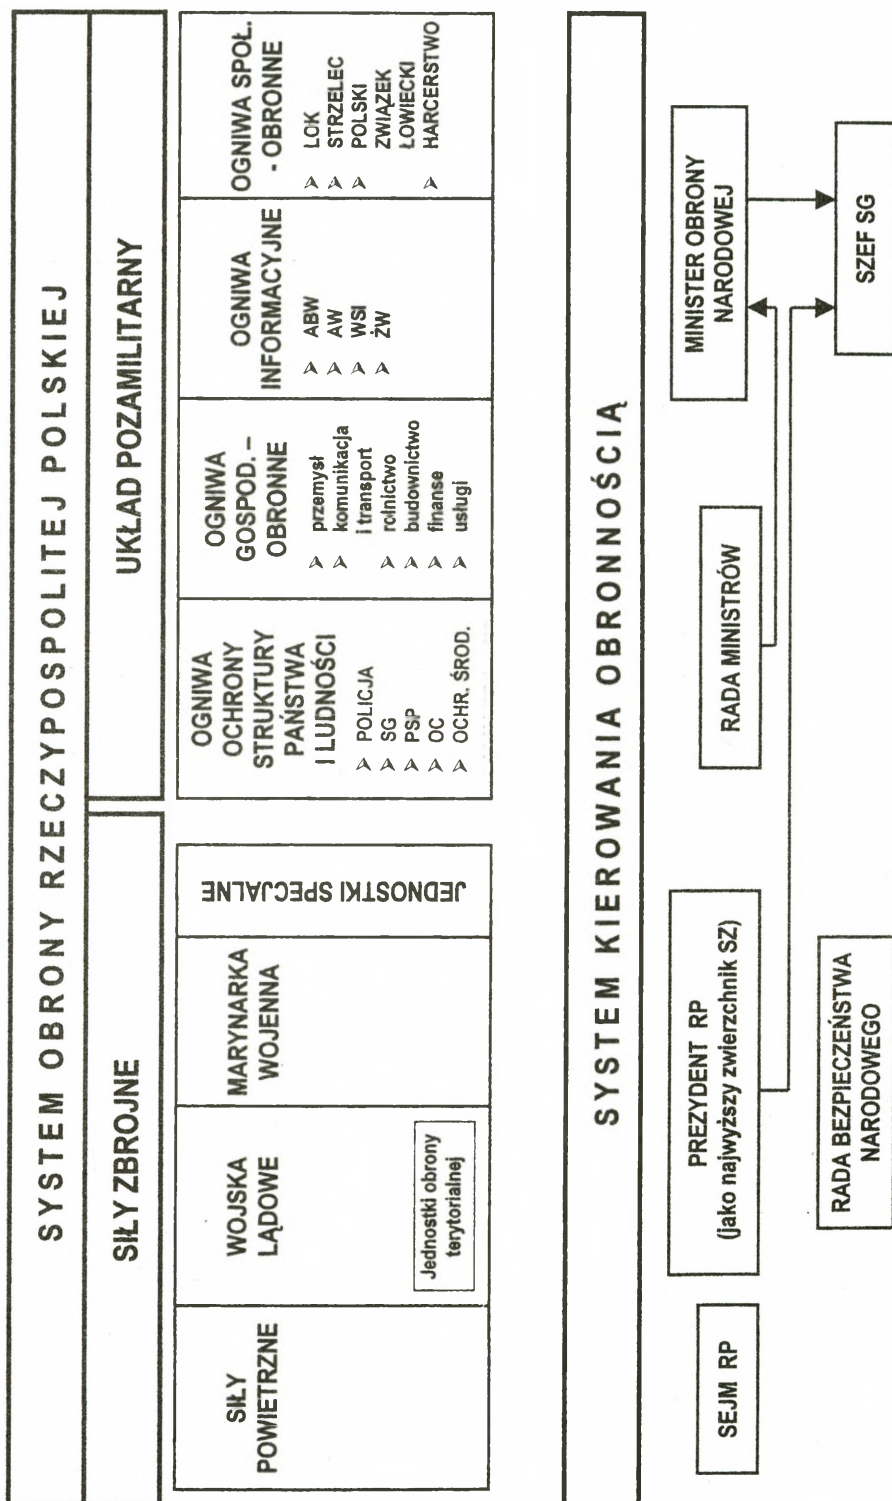 SYSTEM OBRONY RZECZYPOSPOLITEJ POLSKIEJ
SIŁY ZBROJNE
UKŁAD POZAMILITARNY
SIŁY
POWIETRZNE
WOJSKA
LĄDOWE
Jednostki obrony
terytorialnej
MARYNARKA
WOJENNA
JEDNOSTKI SPECJALNE
OGNIWA
OCHRONY
STRUKTURY
PAŃSTWA
I LUDNOŚCI
➢ POLICJA
➢ SG
➢ PSP
➢ OC
➢ OCHR. ŚROD.
OGNIWA
GOSPOD. –
OBRONNE
➢ przemysł
➢ komunikacja
i transport
➢ rolnictwo
➢ budownictwo
➢ finanse
➢ usługi
OGNIWA
INFORMACYJNE
➢ ABW
➢ AW
➢ WSI
➢ ŻW
OGNIWA SPOŁ.
- OBRONNE
➢ LOK
➢ STRZELEC
➢ POLSKI
ZWIĄZEK
ŁOWIECKI
➢ HARCERSTWO
SYSTEM KIEROWANIA OBRONNOŚCIĄ
SEJM RP
PREZYDENT RP
(jako najwyższy zwierzchnik SZ)
RADA MINISTRÓW
MINISTER OBRONY
NARODOWEJ
RADA BEZPIECZEŃSTWA
NARODOWEGO
SZEF SG